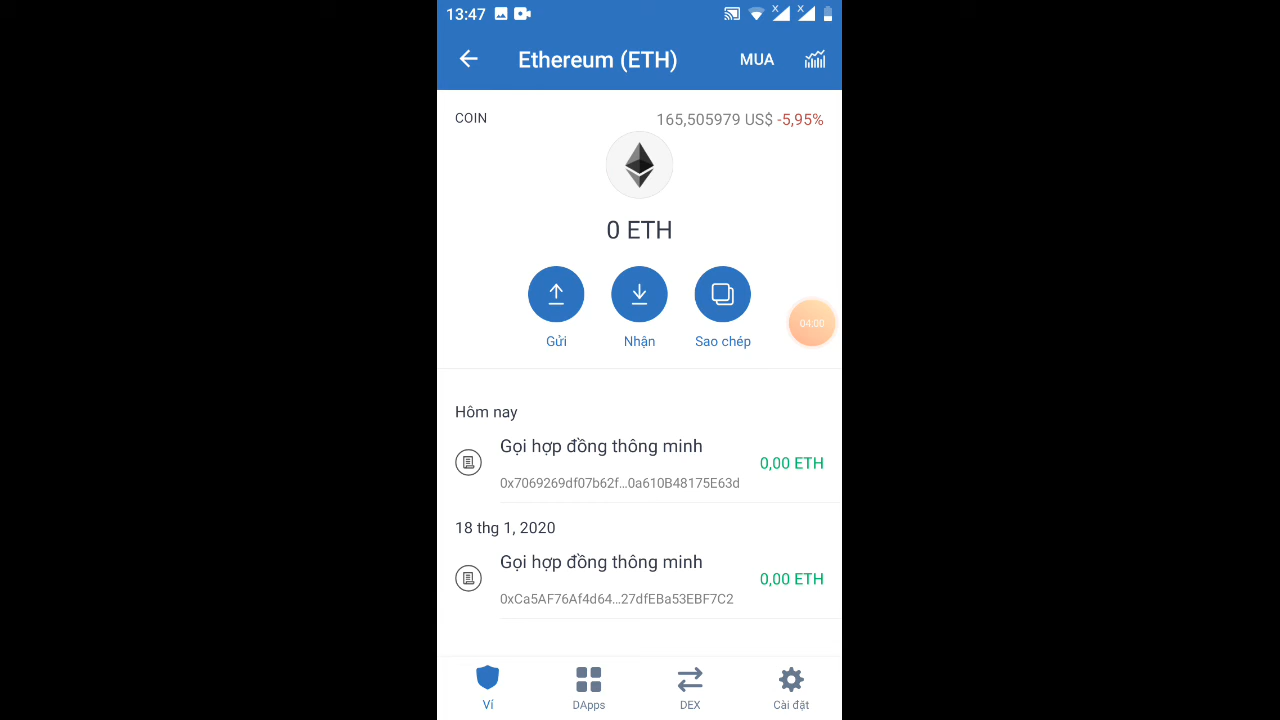 13:47
Ethereum (ETH)
MUA
COIN
165,505979 US$ -5,95%
0 ETH
Gửi
Nhận
Sao chép
04:00
Hôm nay
Gọi hợp đồng thông minh
0,00 ETH
0x7069269df07b62f...0a610B48175E63d
18 thg 1, 2020
Gọi hợp đồng thông minh
0,00 ETH
0xCa5AF76Af4d64...27dfEBa53EBF7C2
Ví
DApps
DEX
Cài đặt